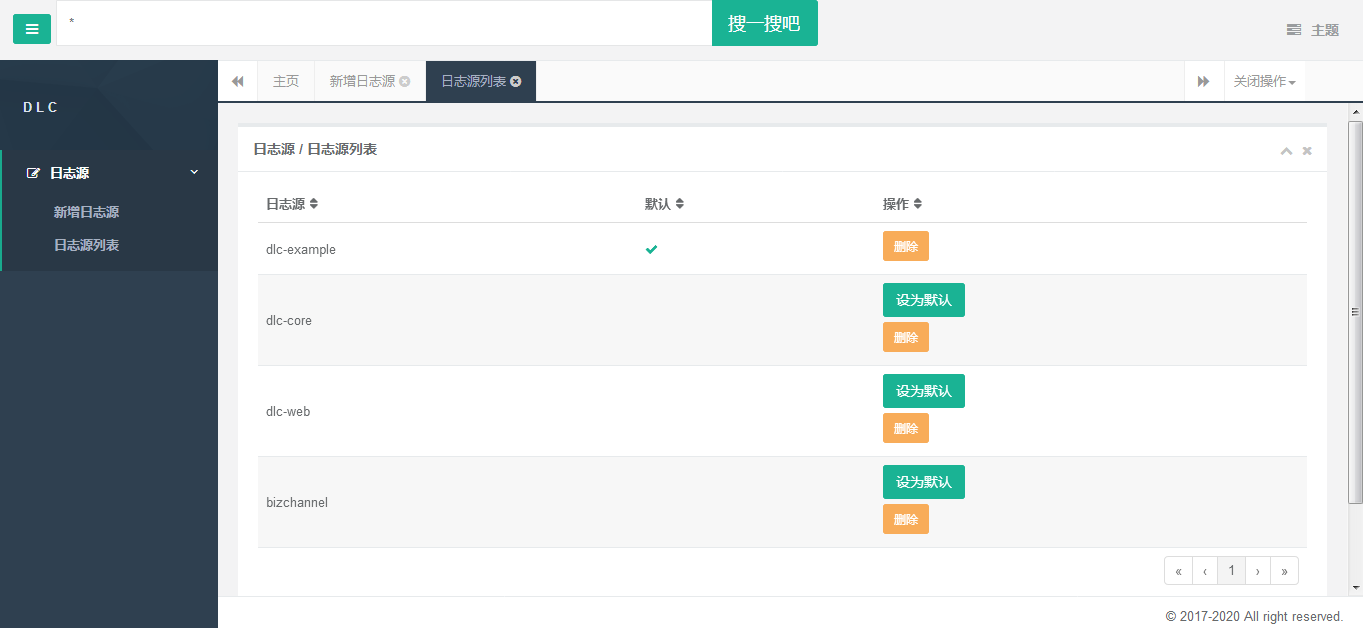 * 搜一搜吧 主题
DLC
主页 新增日志源 日志源列表 关闭操作
日志源
新增日志源
日志源列表
日志源 / 日志源列表
日志源 默认 操作
dlc-example 删除
dlc-core 设为默认
删除
dlc-web 设为默认
删除
bizchannel 设为默认
删除
« ‹ 1 › »
© 2017-2020 All right reserved.